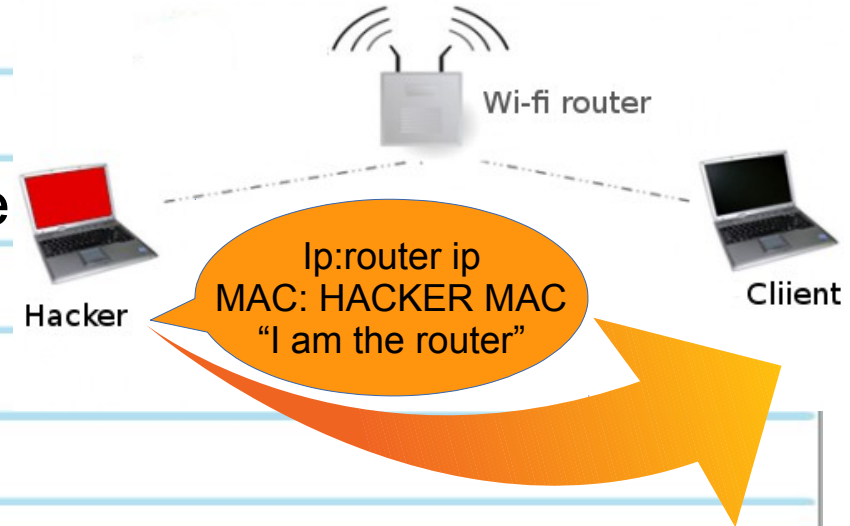 Wi-fi router
e
Hacker
Ip:router ip
MAC: HACKER MAC
“I am the router”
Cliient